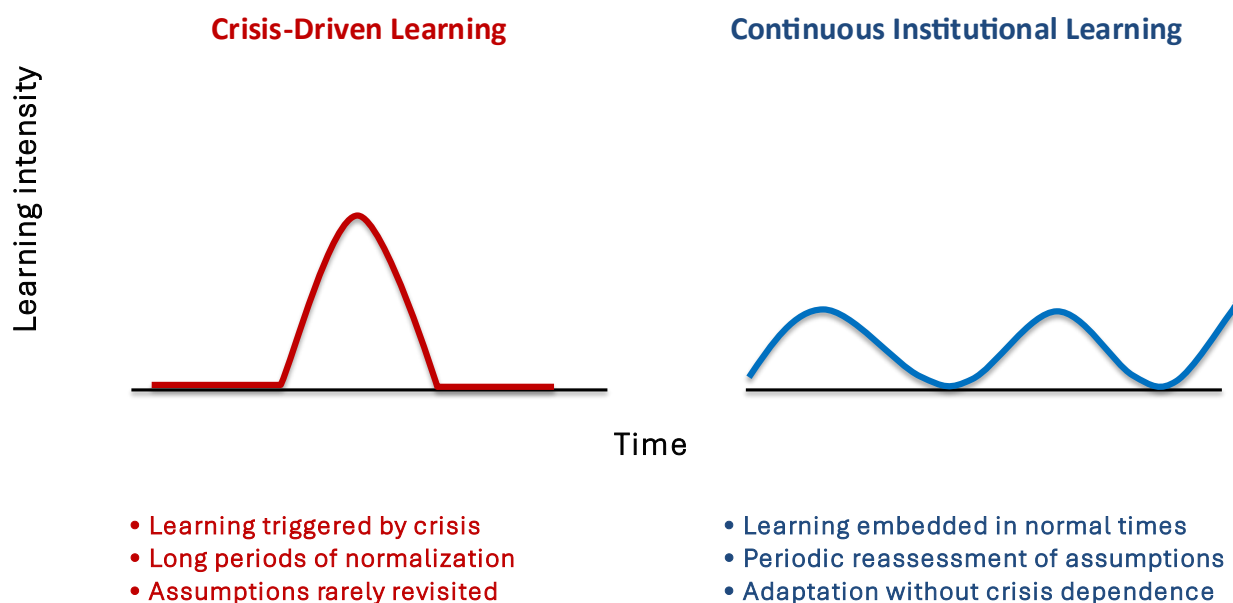 Crisis-Driven Learning
Continuous Institutional Learning
Learning intensity
Time
• Learning triggered by crisis
• Long periods of normalization
• Assumptions rarely revisited
• Learning embedded in normal times
• Periodic reassessment of assumptions
• Adaptation without crisis dependence